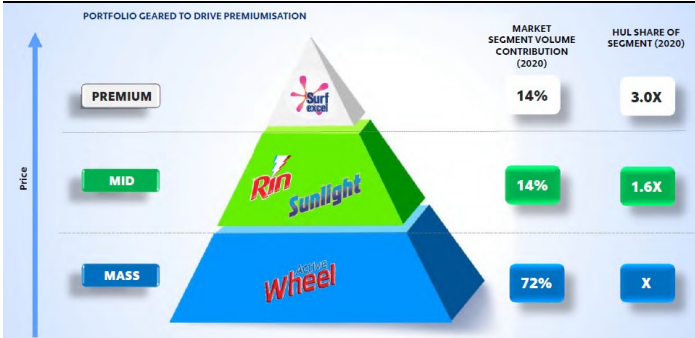 PORTFOLIO GEARED TO DRIVE PREMIUMISATION
MARKET
SEGMENT VOLUME
CONTRIBUTION
(2020)
HUL SHARE OF
SEGMENT (2020)
Price
PREMIUM
Surf
excel
14%
3.0X
MID
Rin
Sunlight
14%
1.6X
MASS
Active
Wheel
72%
X